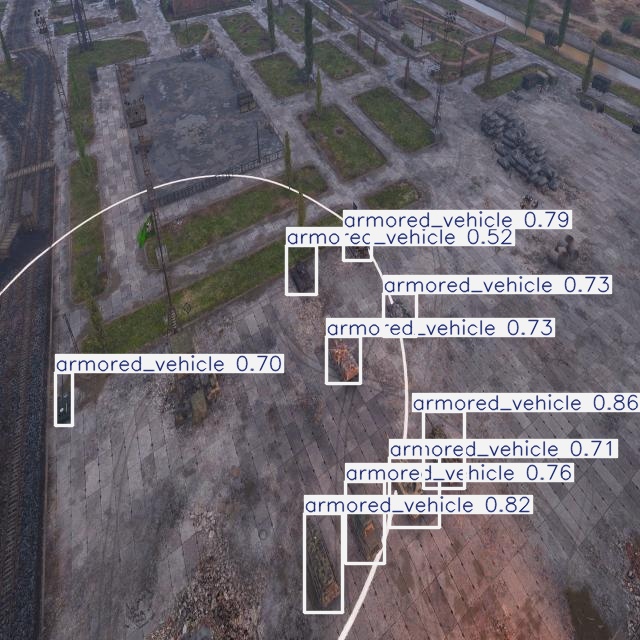 armored_vehicle 0.79
armored_vehicle 0.52
armored_vehicle 0.73
armored_vehicle 0.73
armored_vehicle 0.70
armored_vehicle 0.86
armored_vehicle 0.71
armored_vehicle 0.76
armored_vehicle 0.82